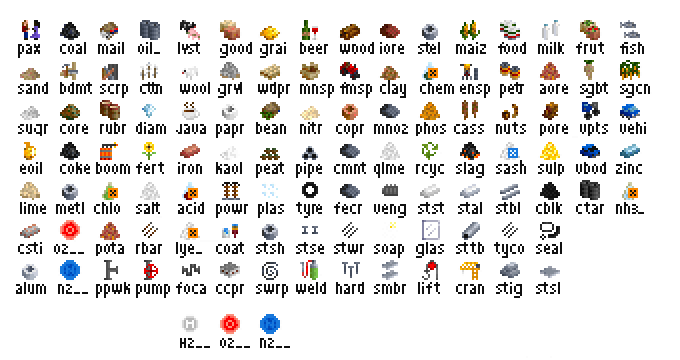 pax coal mail oil_ lvst good grai beer wood iore stel maiz food milk frut fish
sand bdmt scrp cttn wool grvl wdpr mnsp fmsp clay chem ensp petr aore sgbt sgcn
sugr core rubr diam java papr bean nitr copr mnoz phos cass nuts pore vpts vehi
eoil coke boom fert iron kaol peat pipe cmnt qlme rcyc slag sash sulp vbod zinc
lime metl chlo salt acid powr plas tyre fecr veng stst stal stbl cblk ctar nh3_
csti o2__ pota rbar lye_ coat stsh stse stwr soap glas sttb tyco seal
alum n2__ ppwk pump foca ccpr swrp weld hard smbr lift cran stig stsl
H2__ O2__ N2__